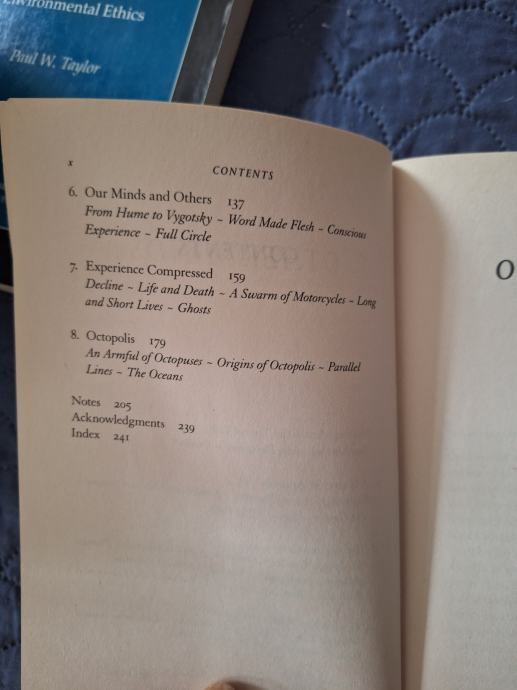 Environmental Ethics
Paul W. Taylor
x
CONTENTS
6. Our Minds and Others 137
From Hume to Vygotsky ~ Word Made Flesh ~ Conscious
Experience ~ Full Circle
7. Experience Compressed 159
Decline ~ Life and Death ~ A Swarm of Motorcycles ~ Long
and Short Lives ~ Ghosts
8. Octopolis 179
An Armful of Octopuses ~ Origins of Octopolis ~ Parallel
Lines ~ The Oceans
Notes 205
Acknowledgments 239
Index 241
O